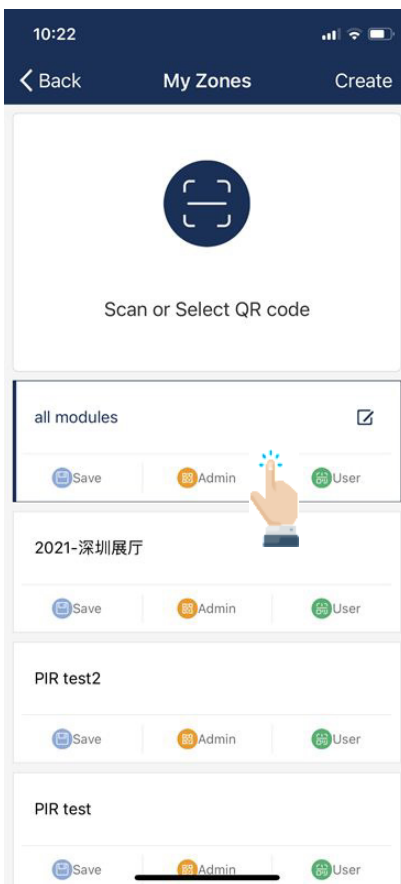 10:22
Back My Zones Create
Scan or Select QR code
all modules
Save Admin User
2021-深圳展厅
Save Admin User
PIR test2
Save Admin User
PIR test
Save Admin User